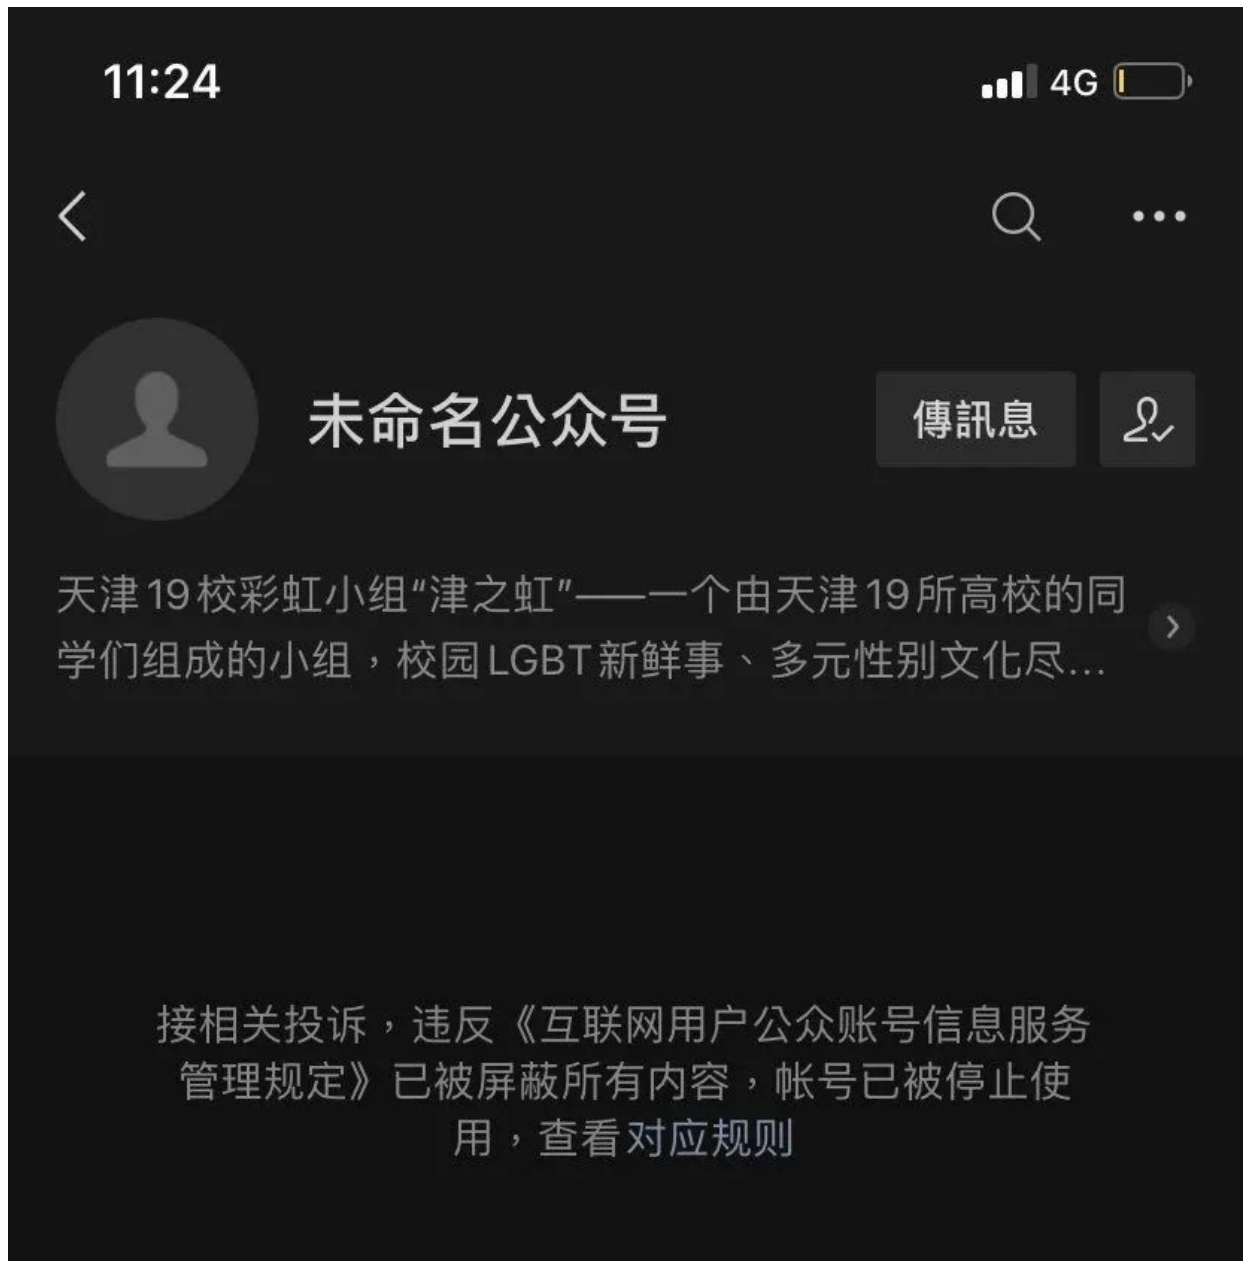 11:24
4G
未命名公众号
傳訊息
天津19校彩虹小组“津之虹”——一个由天津19所高校的同
学们组成的小组，校园LGBT新鲜事、多元性别文化尽...
接相关投诉，违反《互联网用户公众账号信息服务
管理规定》已被屏蔽所有内容，帐号已被停止使
用，查看对应规则